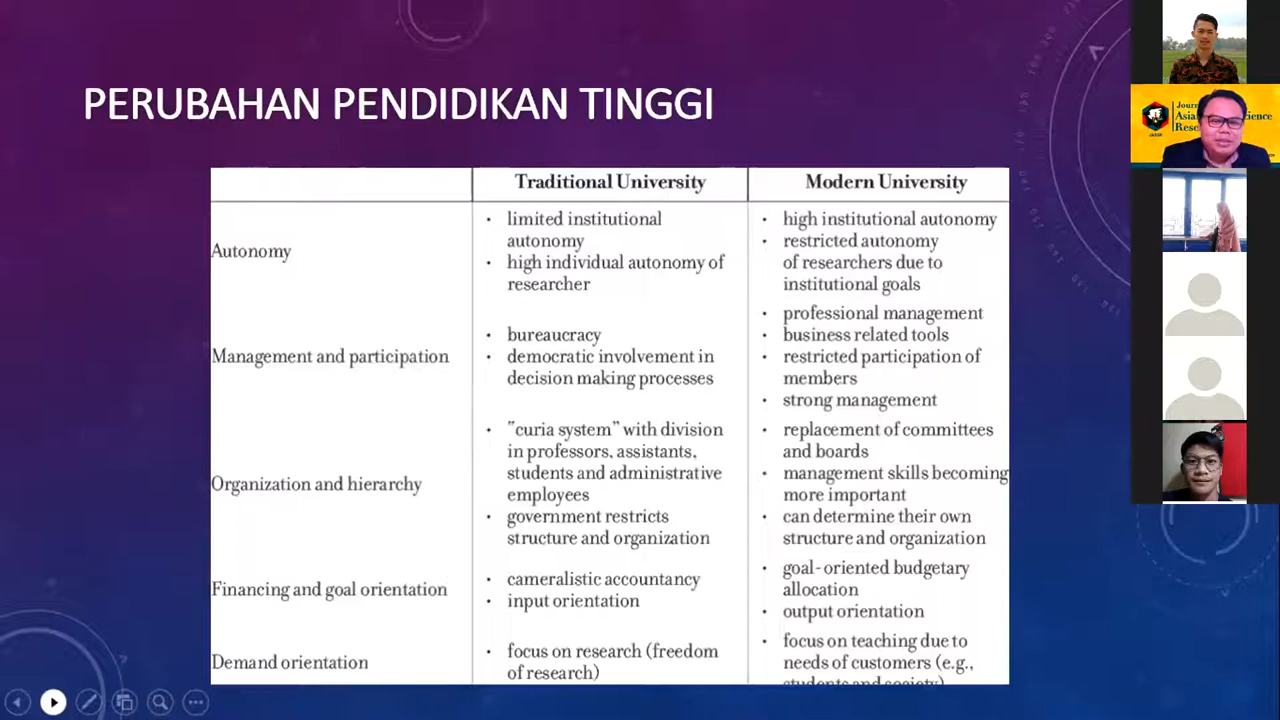 PERUBAHAN PENDIDIKAN TINGGI
Traditional University
Modern University
Autonomy
• limited institutional
autonomy
• high individual autonomy of
researcher
• high institutional autonomy
• restricted autonomy
of researchers due to
institutional goals
Management and participation
• bureaucracy
• democratic involvement in
decision making processes
• professional management
• business related tools
• restricted participation of
members
• strong management
Organization and hierarchy
• "curia system" with division
in professors, assistants,
students and administrative
employees
• government restricts
structure and organization
• replacement of committees
and boards
• management skills becoming
more important
• can determine their own
structure and organization
Financing and goal orientation
• cameralistic accountancy
• input orientation
• goal-oriented budgetary
allocation
• output orientation
Demand orientation
• focus on research (freedom
of research)
• focus on teaching due to
needs of customers (e.g.,
students and society)